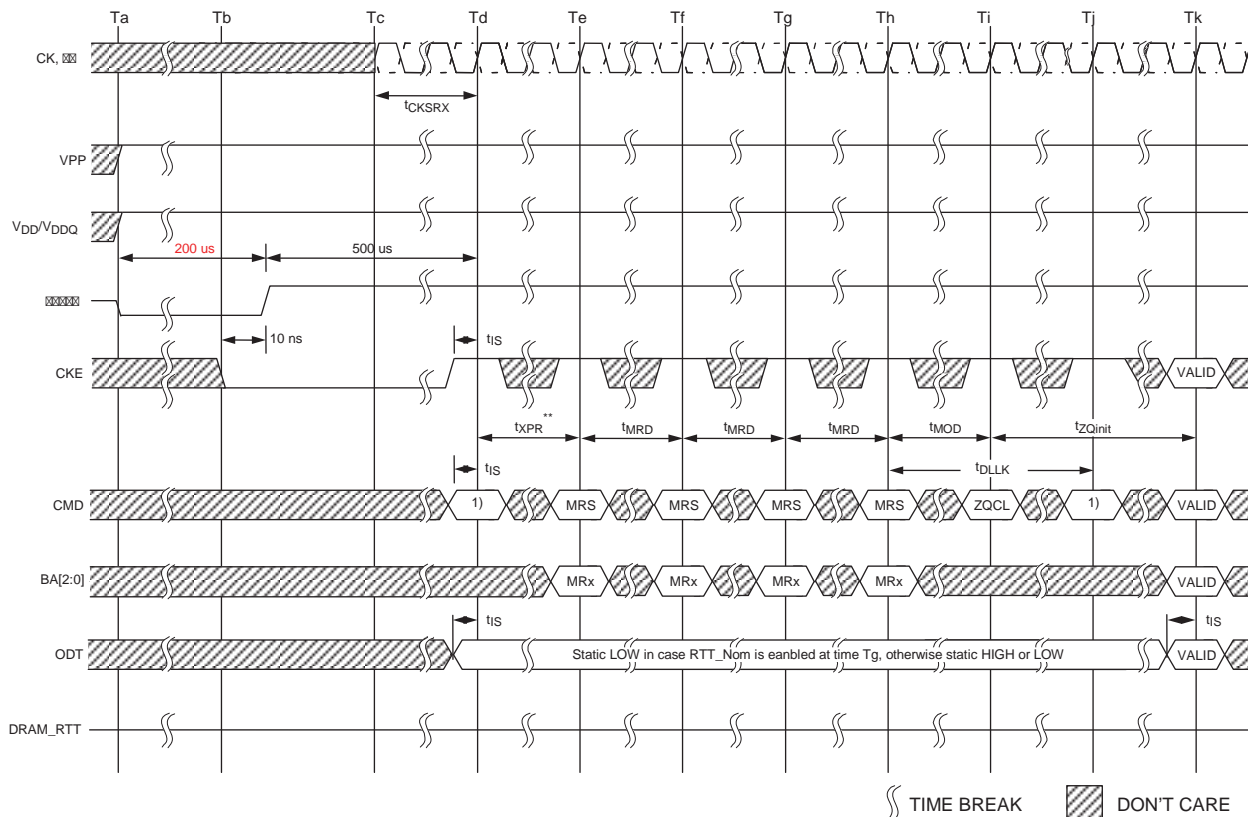 Ta Tb Tc Td Te Tf Tg Th Ti Tj Tk
CK,
tCKSRX
VPP
VDD/VDDQ
200 us 500 us
10 ns tIS
CKE VALID
tXPR** tMRD tMRD tMRD tMOD tZQinit
tIS tDLLK
CMD 1) MRS MRS MRS MRS ZQCL 1) VALID
BA[2:0] MRx MRx MRx MRx VALID
tIS tIS
ODT Static LOW in case RTT_Nom is eanbled at time Tg, otherwise static HIGH or LOW VALID
DRAM_RTT
TIME BREAK DON'T CARE